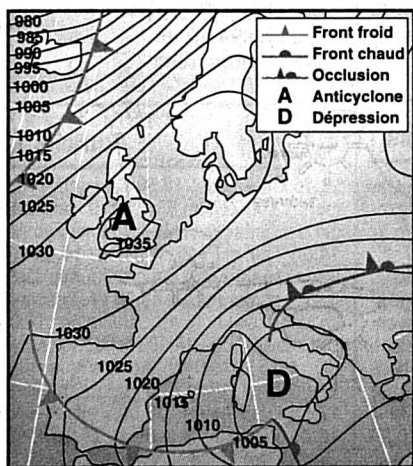 980
985
990
995
1000
1005
1010
1015
1020
1025
1030
Front froid
Front chaud
Occlusion
A Anticyclone
D Dépression
A
1035
1030
1025
1020
1015
1010
1005
D